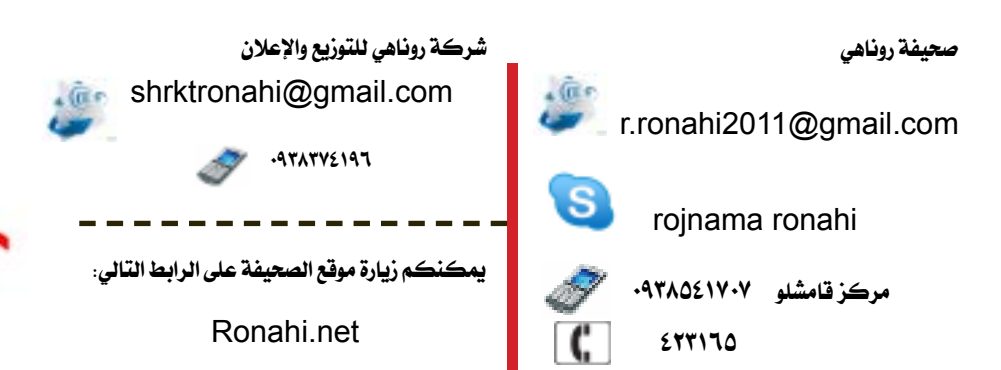 صحيفة روناهي
r.ronahi2011@gmail.com
rojnama ronahi
مركز قامشلو ٠٩٣٨٥٤١٧٠٧
٤٢٣١٦٥
شركة روناهي للتوزيع والإعلان
shrktronahi@gmail.com
٠٩٣٨٣٧٤١٩٦
يمكنكم زيارة موقع الصحيفة على الرابط التالي:
Ronahi.net